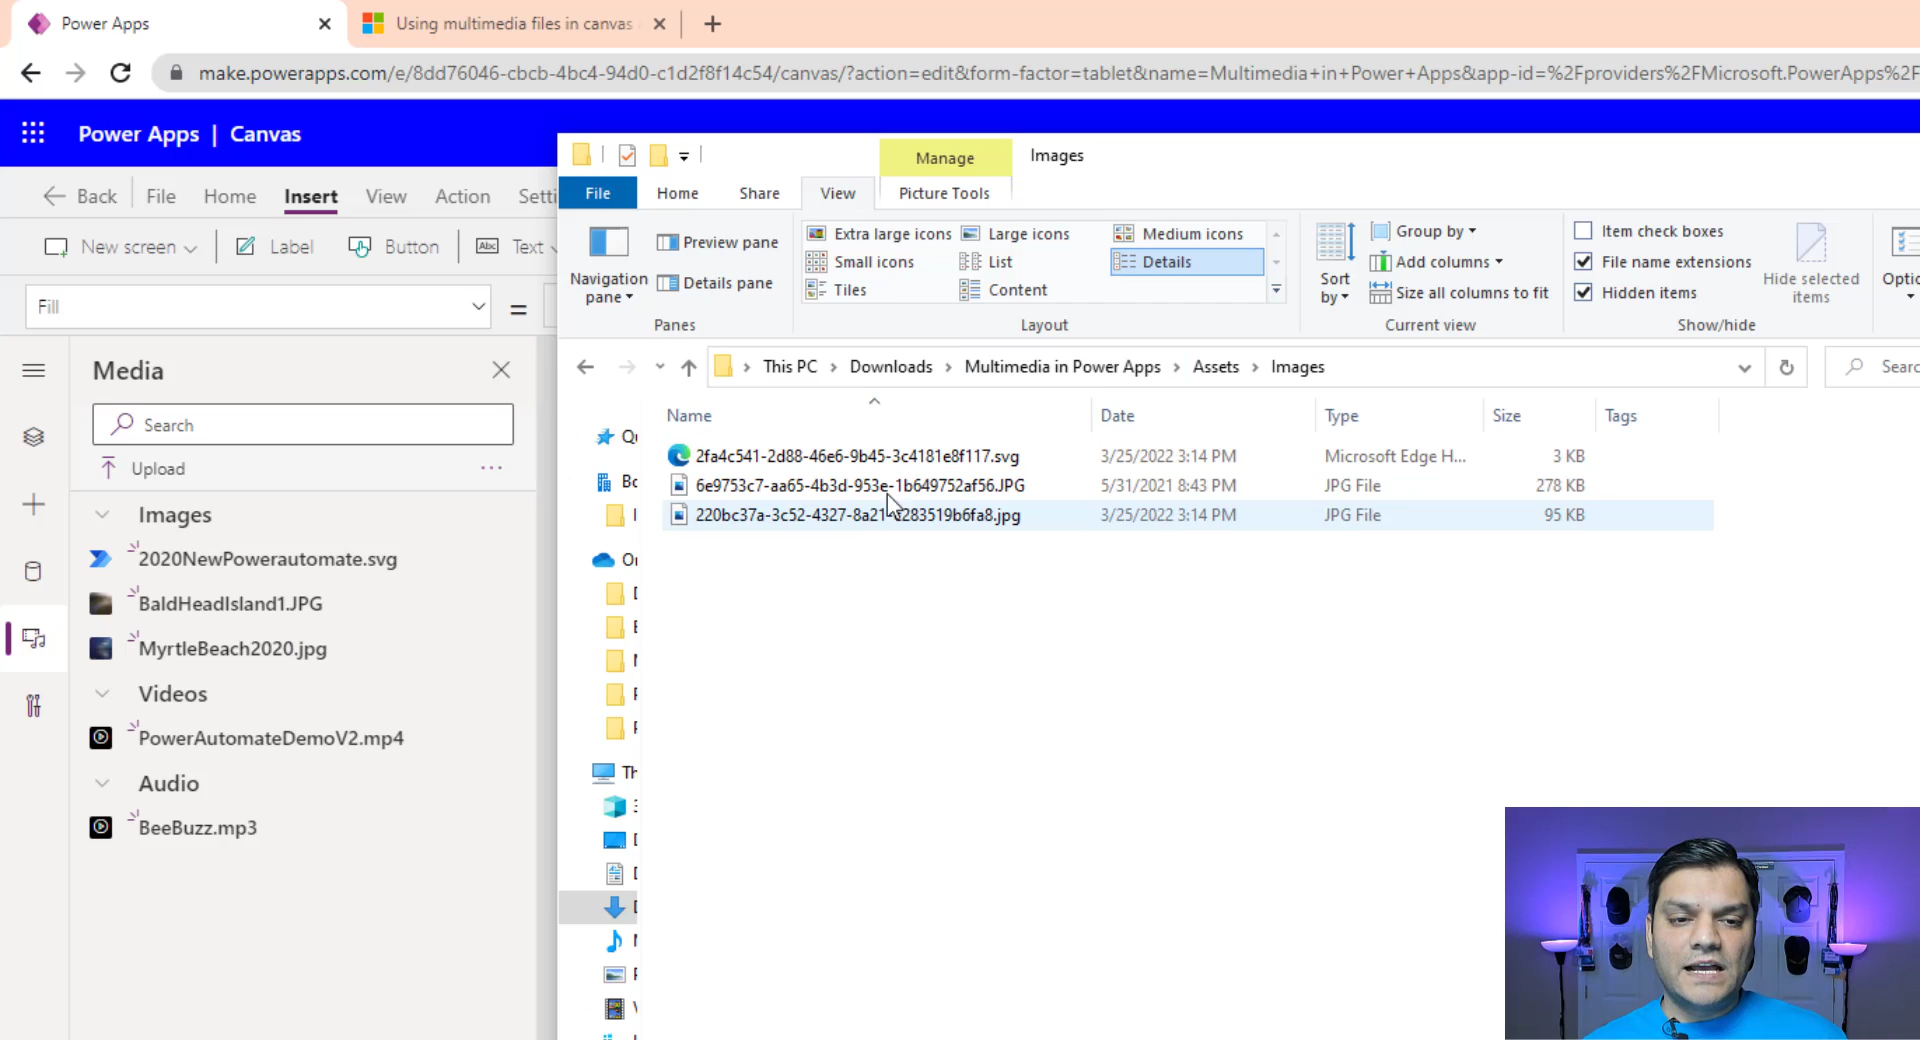 Power Apps
Using multimedia files in canvas
make.powerapps.com/e/8dd76046-cbcb-4bc4-94d0-c1d2f8f14c54/canvas/?action=edit&form-factor=tablet&name=Multimedia+in+Power+Apps&app-id=%2Fproviders%2FMicrosoft.PowerApps%2F
Power Apps | Canvas
Back File Home Insert View Action Setti
New screen Label Button Abc Text
Fill =
Media
Search
Upload
Images
2020NewPowerautomate.svg
BaldHeadIsland1.JPG
MyrtleBeach2020.jpg
Videos
PowerAutomateDemoV2.mp4
Audio
BeeBuzz.mp3
Manage Images
File Home Share View Picture Tools
Navigation pane
Preview pane
Details pane
Panes
Extra large icons Large icons Medium icons
Small icons List Details
Tiles Content
Layout
Sort by
Group by
Add columns
Size all columns to fit
Current view
Item check boxes
File name extensions
Hidden items
Hide selected items
Show/hide
Optio
This PC > Downloads > Multimedia in Power Apps > Assets > Images
Searc
Name Date Type Size Tags
2fa4c541-2d88-46e6-9b45-3c4181e8f117.svg 3/25/2022 3:14 PM Microsoft Edge H... 3 KB
6e9753c7-aa65-4b3d-953e-1b649752af56.JPG 5/31/2021 8:43 PM JPG File 278 KB
3/25/2022 3:14 PM JPG File 95 KB